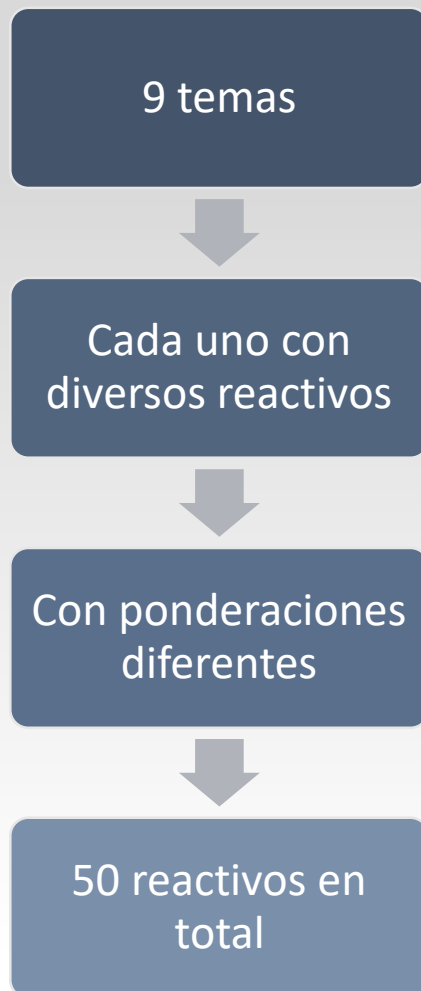 9 temas
Cada uno con
diversos reactivos
Con ponderaciones
diferentes
50 reactivos en
total